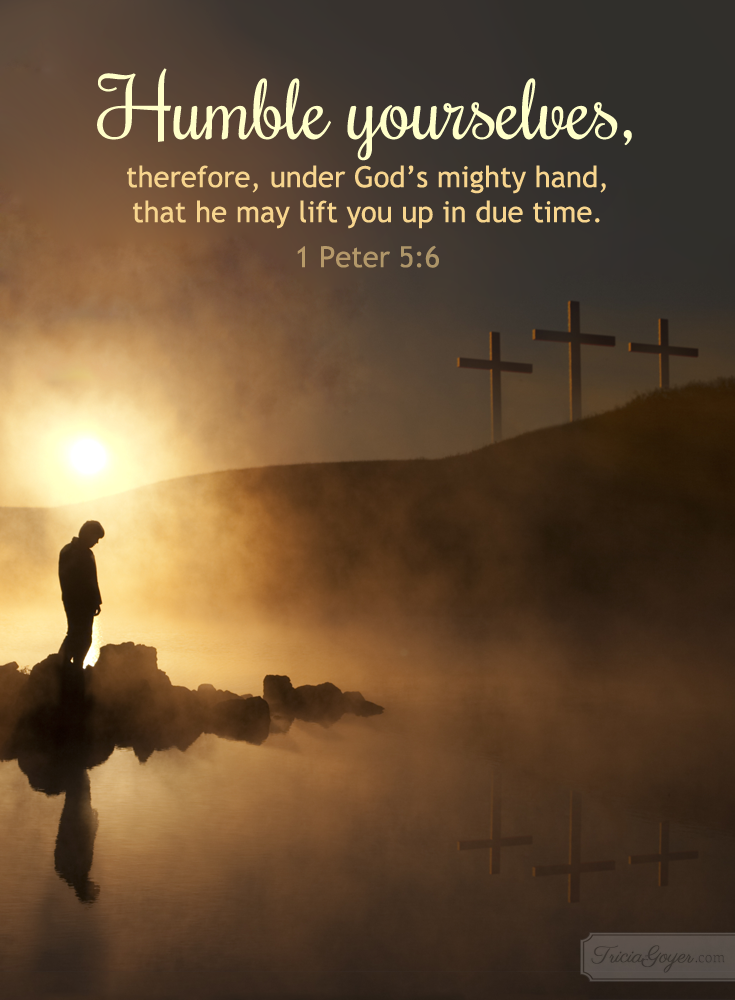 Humble yourselves,
therefore, under God’s mighty hand,
that he may lift you up in due time.
1 Peter 5:6
TriciaGoyer.com